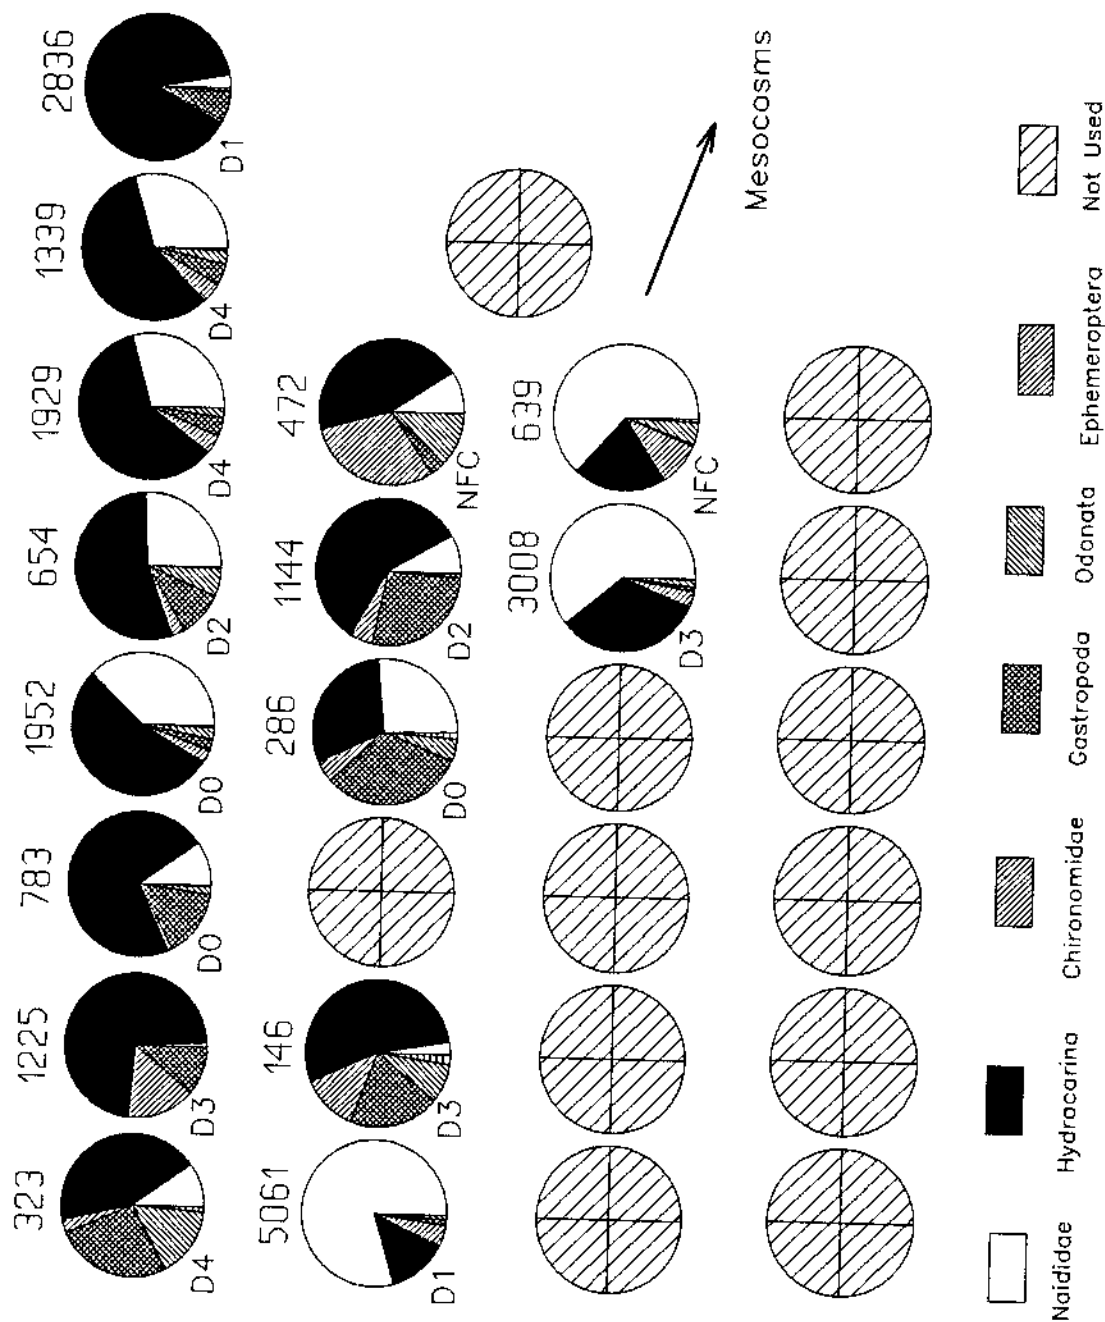 323 1225 783 1952 654 1929 1339 2836
D4 D3 D0 D0 D2 D4 D4 D1
5061 146 286 1144 472
D1 D3 D0 D2 NFC
3008 639
D3 NFC
Mesocosms
Naididae Hydracarina Chironomidae Gastropoda Odonata Ephemeroptera Not Used